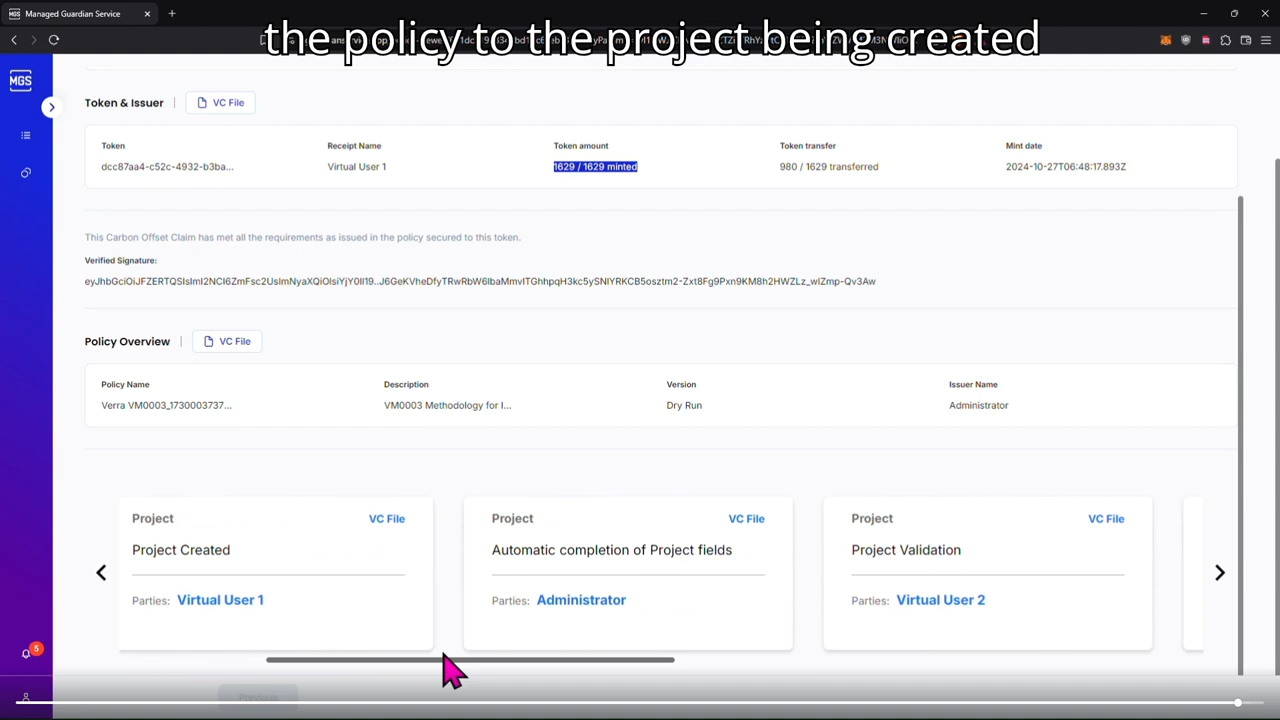 Managed Guardian Service
the policy to the project being created
MGS
Token & Issuer
VC File
Token
Receipt Name
Token amount
Token transfer
Mint date
dcc87aa4-c52c-4932-b3ba...
Virtual User 1
1629 / 1629 minted
980 / 1629 transferred
2024-10-27T06:48:17.893Z
This Carbon Offset Claim has met all the requirements as issued in the policy secured to this token.
Verified Signature:
Policy Overview
VC File
Policy Name
Description
Version
Issuer Name
Verra VM0003_1730003737...
VM0003 Methodology for I...
Dry Run
Administrator
Project
VC File
Project Created
Parties: Virtual User 1
Project
VC File
Automatic completion of Project fields
Parties: Administrator
Project
VC File
Project Validation
Parties: Virtual User 2
5
Previous